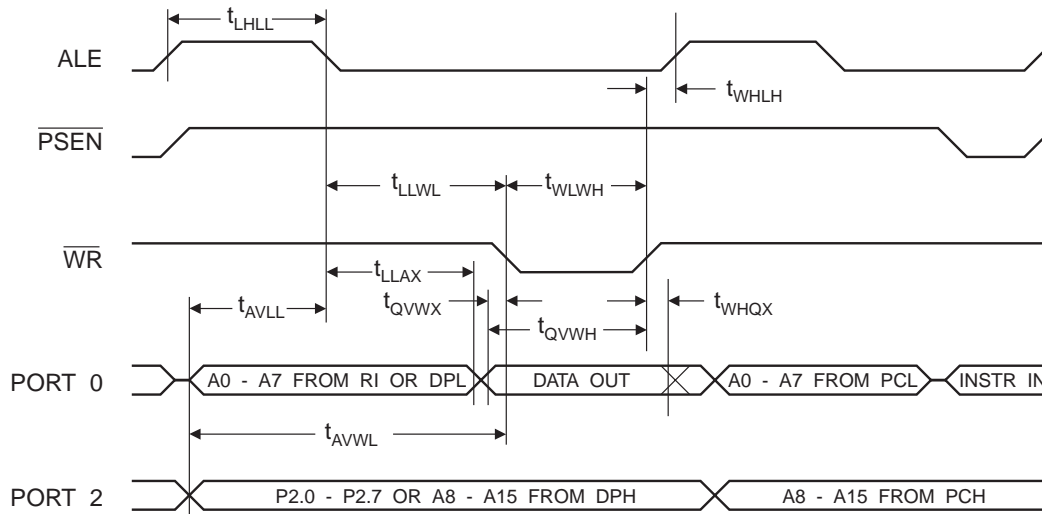 tLHLL
ALE
tWHLH
PSEN
tLLWL
tWLWH
WR
tLLAX
tQVWX
tWHQX
tAVLL
tQVWH
PORT 0
A0 - A7 FROM RI OR DPL
DATA OUT
A0 - A7 FROM PCL
INSTR IN
tAVWL
PORT 2
P2.0 - P2.7 OR A8 - A15 FROM DPH
A8 - A15 FROM PCH